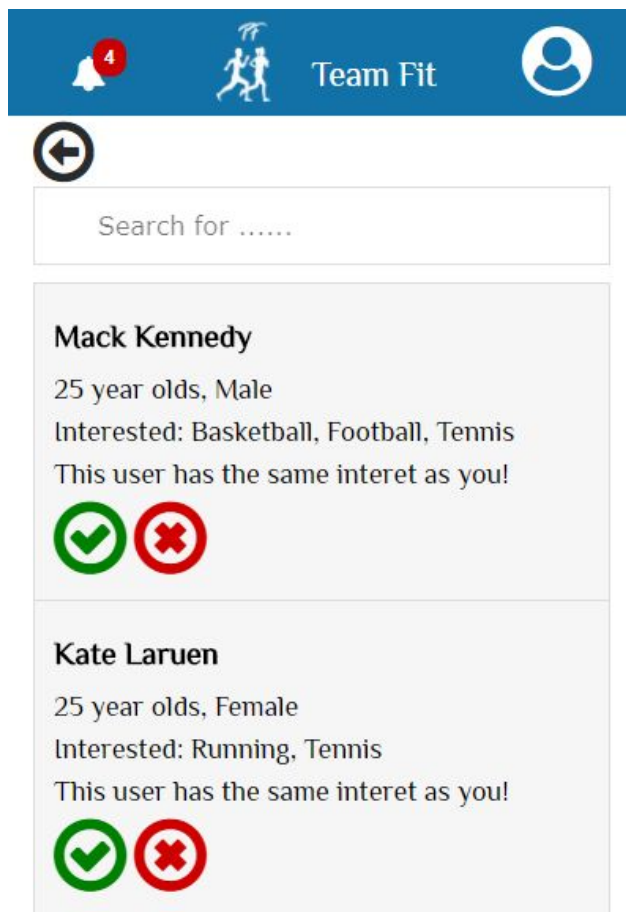 4
TF
Team Fit
Search for ......
Mack Kennedy
25 year olds, Male
Interested: Basketball, Football, Tennis
This user has the same interet as you!
Kate Laruen
25 year olds, Female
Interested: Running, Tennis
This user has the same interet as you!